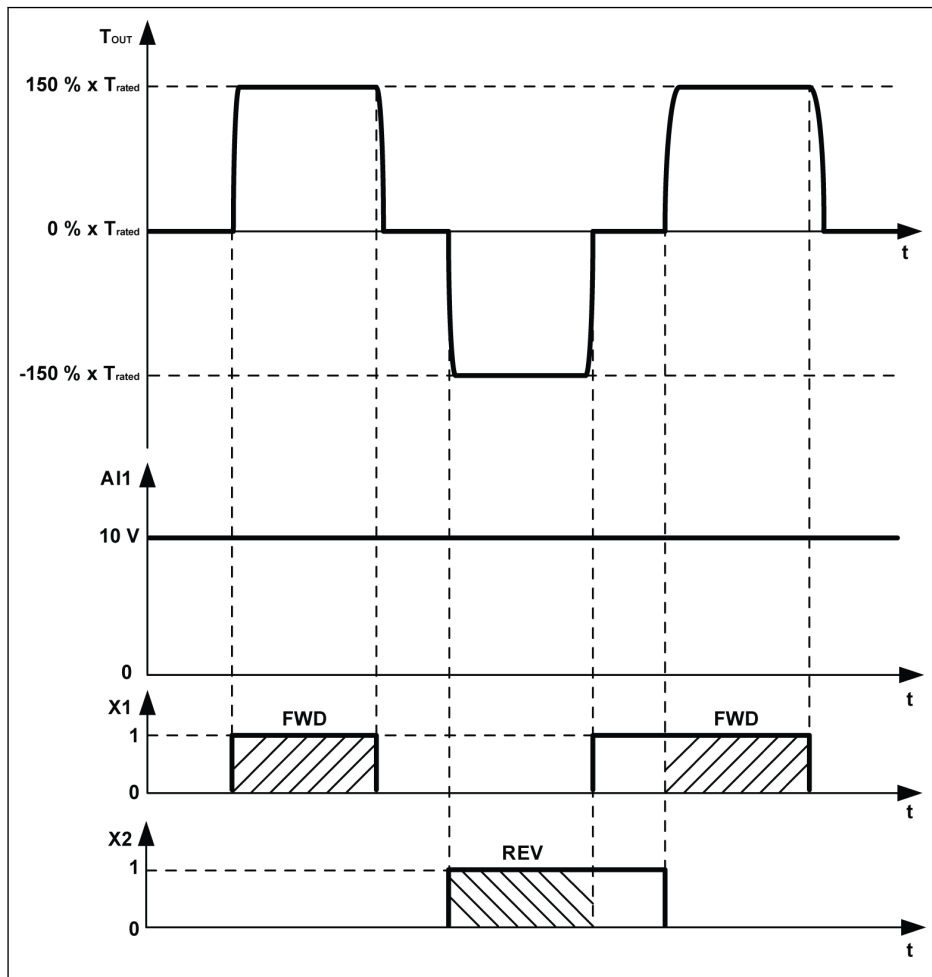 TOUT
150 % x Trated
0 % x Trated
t
-150 % x Trated
AI1
10 V
0
t
X1
FWD
FWD
1
0
t
X2
REV
1
0
t